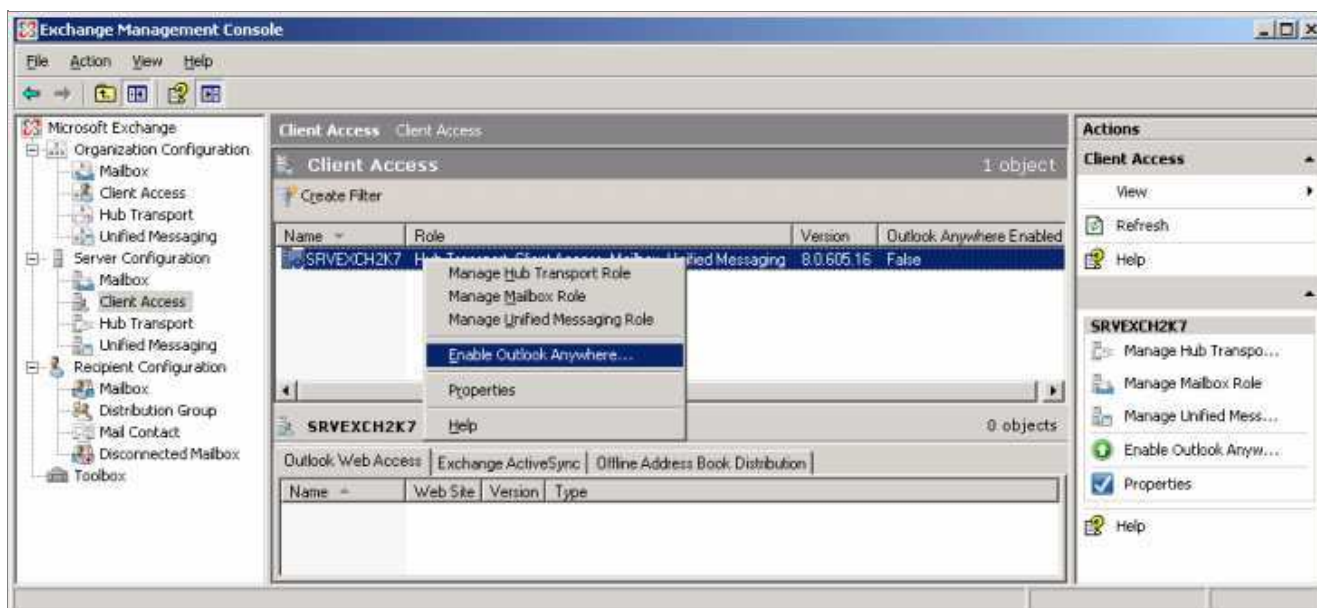 Exchange Management Console
File Action View Help
Microsoft Exchange
Organization Configuration
Mailbox
Client Access
Hub Transport
Unified Messaging
Server Configuration
Mailbox
Client Access
Hub Transport
Unified Messaging
Recipient Configuration
Mailbox
Distribution Group
Mail Contact
Disconnected Mailbox
Toolbox
Client Access Client Access
Client Access 1 object
Create Filter
Name Role Version Outlook Anywhere Enabled
SRVEXCH2K7 Hub Transport, Client Access, Mailbox, Unified Messaging 8.0.605.16 False
Manage Hub Transport Role
Manage Mailbox Role
Manage Unified Messaging Role
Enable Outlook Anywhere...
Properties
Help
SRVEXCH2K7 0 objects
Outlook Web Access Exchange ActiveSync Offline Address Book Distribution
Name Web Site Version Type
Actions
Client Access
View
Refresh
Help
SRVEXCH2K7
Manage Hub Transpo...
Manage Mailbox Role
Manage Unified Mess...
Enable Outlook Anyw...
Properties
Help